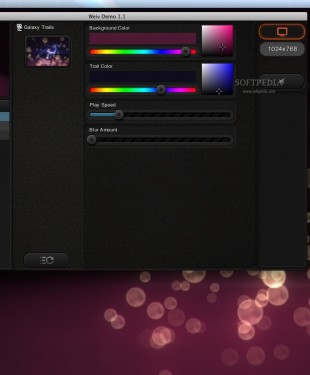 Weiv Demo 1.1
Galaxy Trails
Background Color
1024x768
Trail Color
SOFTPEDIA
www.softpedia.com
Play Speed
Blur Amount